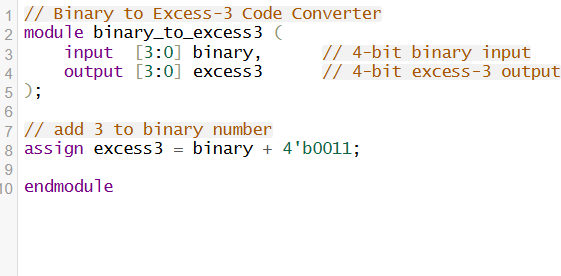 1 // Binary to Excess-3 Code Converter
2 module binary_to_excess3 (
3     input  [3:0] binary,      // 4-bit binary input
4     output [3:0] excess3      // 4-bit excess-3 output
5 );
6
7 // add 3 to binary number
8 assign excess3 = binary + 4'b0011;
9
10 endmodule